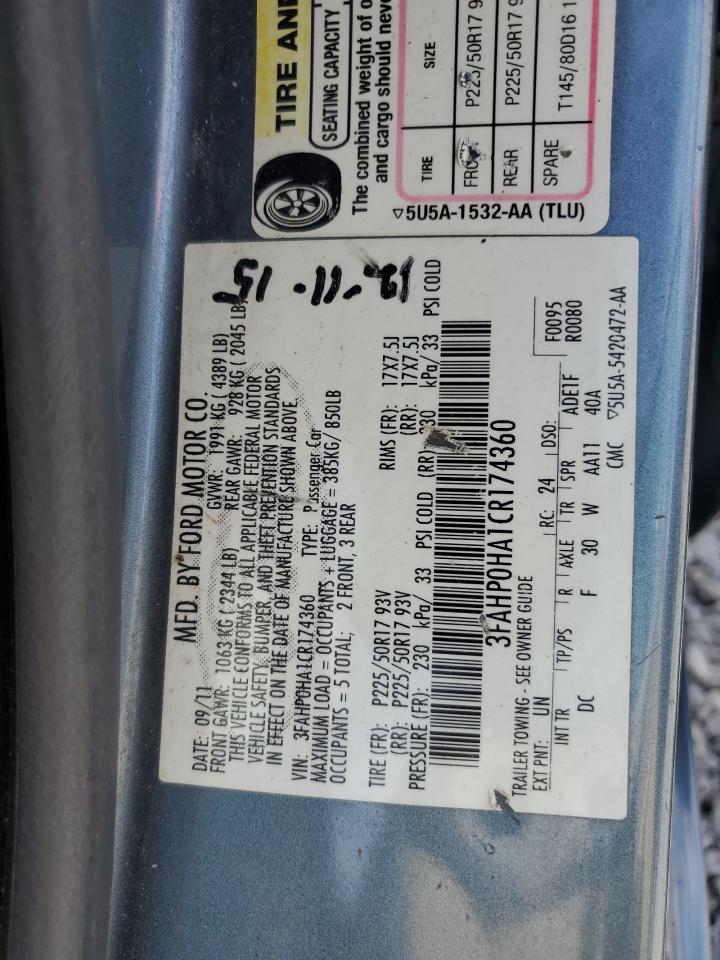 TIRE AND
SEATING CAPACITY
The combined weight of o
and cargo should neve
TIRE SIZE
FRONT P225/50R17 9
REAR P225/50R17 9
SPARE T145/80D16 1
▽5U5A-1532-AA (TLU)
12-11-15
MFD. BY FORD MOTOR CO.
DATE: 09/11 GVWR: 1991 KG ( 4389 LB)
FRONT GAWR: 1063 KG ( 2344 LB) REAR GAWR: 928 KG ( 2045 LB)
THIS VEHICLE CONFORMS TO ALL APPLICABLE FEDERAL MOTOR
VEHICLE SAFETY, BUMPER, AND THEFT PREVENTION STANDARDS
IN EFFECT ON THE DATE OF MANUFACTURE SHOWN ABOVE.
VIN: 3FAHP0HA1CR174360 TYPE: Passenger Car
MAXIMUM LOAD = OCCUPANTS + LUGGAGE = 385KG/ 850LB
OCCUPANTS = 5 TOTAL; 2 FRONT, 3 REAR
TIRE (FR): P225/50R17 93V RIMS (FR): 17X7.5J
(RR): P225/50R17 93V (RR): 17X7.5J
PRESSURE (FR): 230 kPa/ 33 PSI COLD (RR) 230 kPa/ 33 PSI COLD
3FAHP0HA1CR174360
TRAILER TOWING - SEE OWNER GUIDE
EXT PNT: UN RC: 24 DSO: F0095
R0080
INT TR TP/PS R AXLE TR SPR ADE1F
DC F 30 W AA11 40A
CMC ▽5U5A-5420472-AA